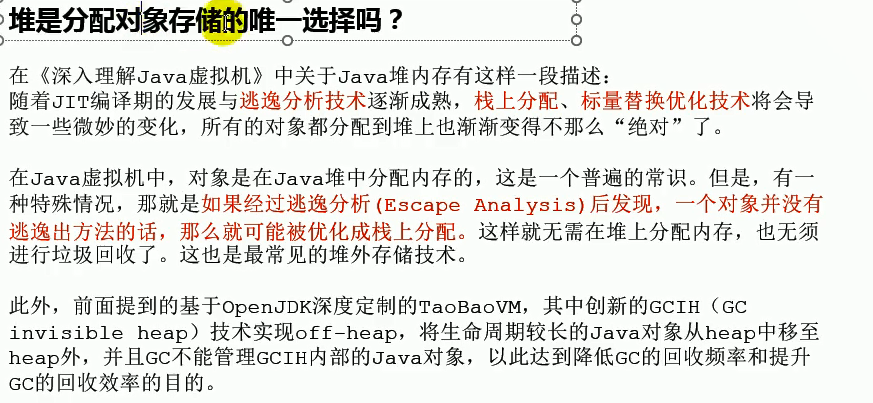 堆是分配对象存储的唯一选择吗？
在《深入理解Java虚拟机》中关于Java堆内存有这样一段描述：
随着JIT编译期的发展与逃逸分析技术逐渐成熟，栈上分配、标量替换优化技术将会导
致一些微妙的变化，所有的对象都分配到堆上也渐渐变得不那么“绝对”了。
在Java虚拟机中，对象是在Java堆中分配内存的，这是一个普遍的常识。但是，有一
种特殊情况，那就是如果经过逃逸分析(Escape Analysis)后发现，一个对象并没有
逃逸出方法的话，那么就可能被优化成栈上分配。这样就无需在堆上分配内存，也无须
进行垃圾回收了。这也是最常见的堆外存储技术。
此外，前面提到的基于OpenJDK深度定制的TaoBaoVM，其中创新的GCIH（GC
invisible heap）技术实现off-heap，将生命周期较长的Java对象从heap中移至
heap外，并且GC不能管理GCIH内部的Java对象，以此达到降低GC的回收频率和提升
GC的回收效率的目的。